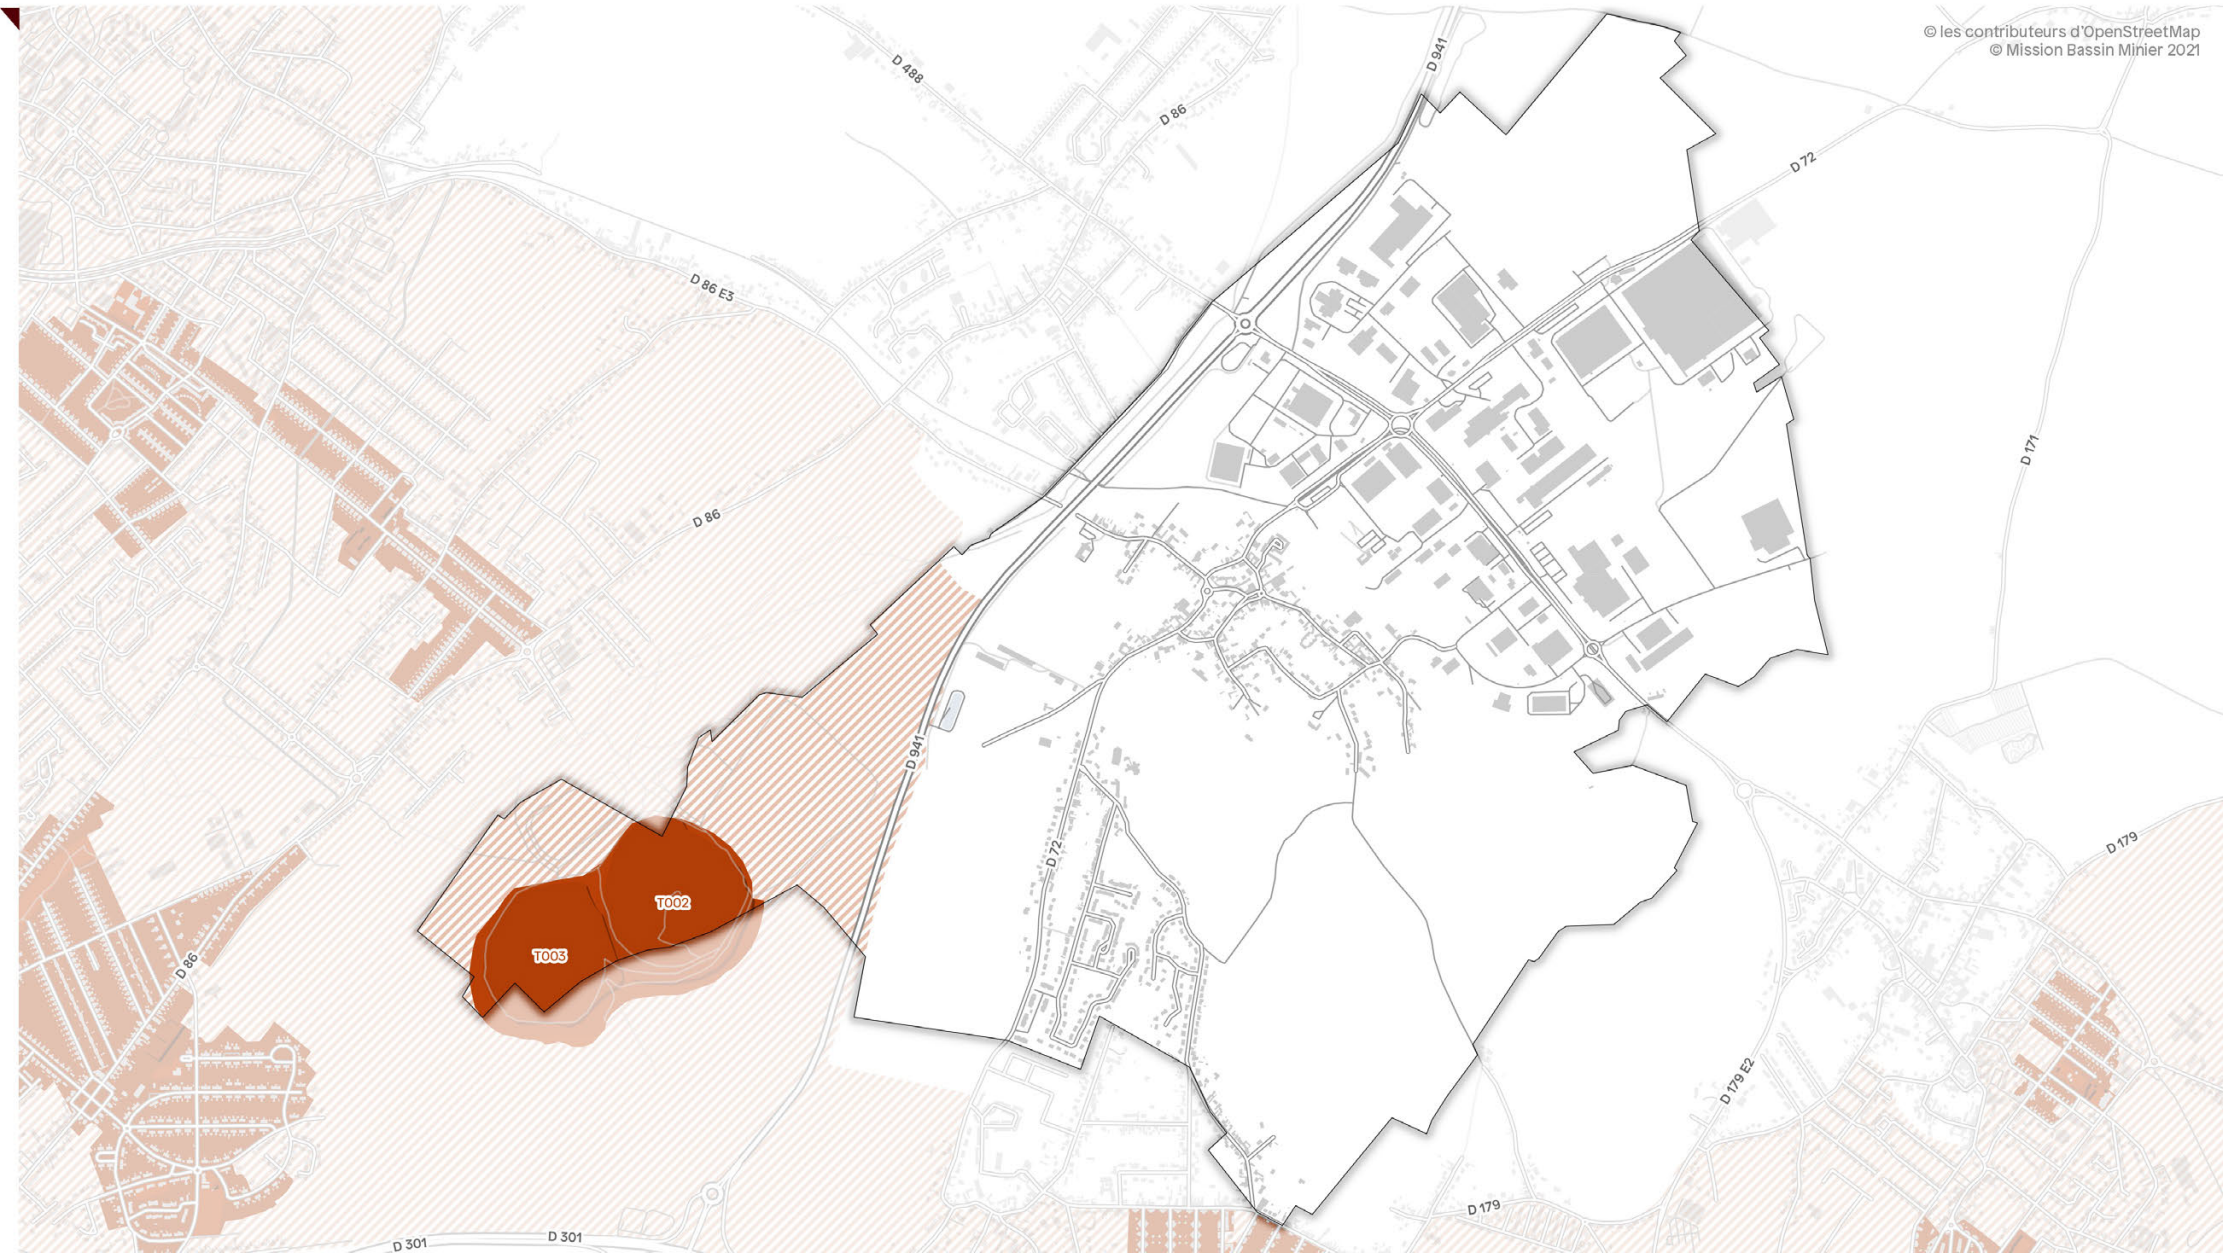 © les contributeurs d'OpenStreetMap
© Mission Bassin Minier 2021
D 941
D 488
D 86
D 72
D 86 E3
D 171
D 86
D 941
D 179
D 72
T002
T003
D 86
D 179 E2
D 179
D 301
D 301